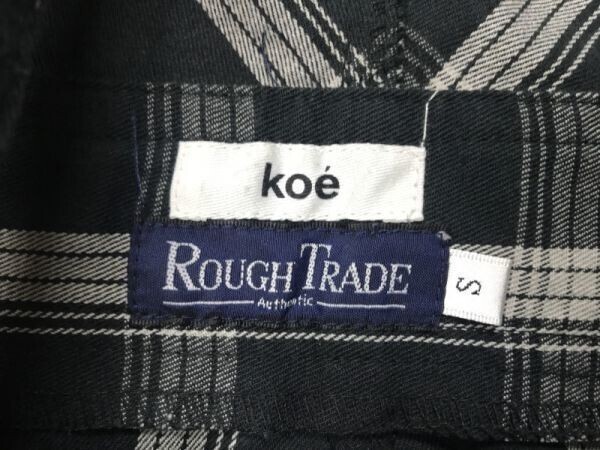 koé
ROUGH TRADE
Authentic
S